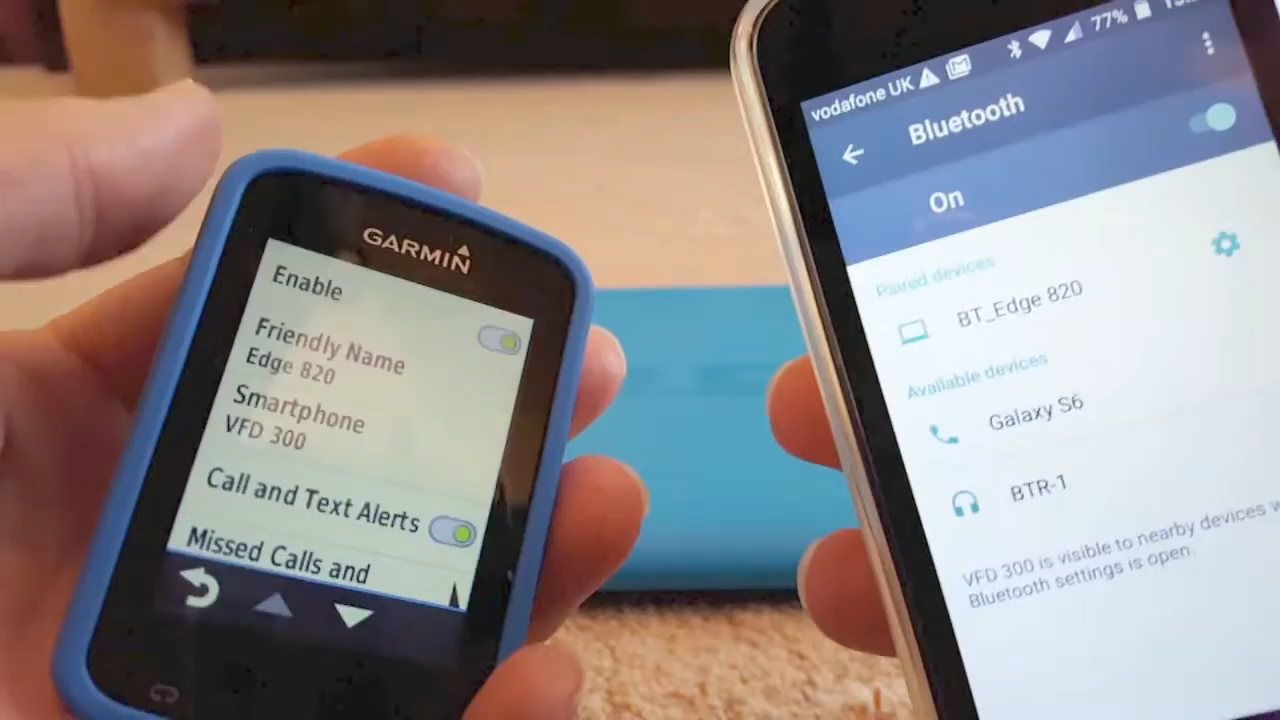 GARMIN
Enable
Friendly Name
Edge 820
Smartphone
VFD 300
Call and Text Alerts
Missed Calls and
vodafone UK
77%
Bluetooth
On
Paired devices
BT_Edge 820
Available devices
Galaxy S6
BTR-1
VFD 300 is visible to nearby devices
Bluetooth settings is open.